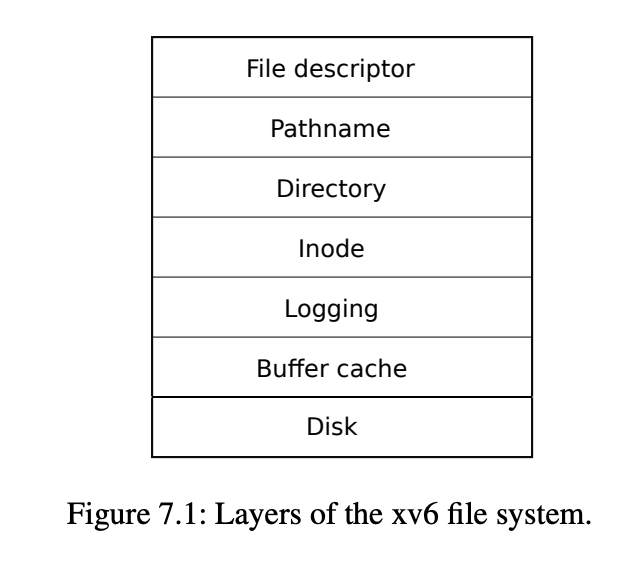 File descriptor
Pathname
Directory
Inode
Logging
Buffer cache
Disk
Figure 7.1: Layers of the xv6 file system.